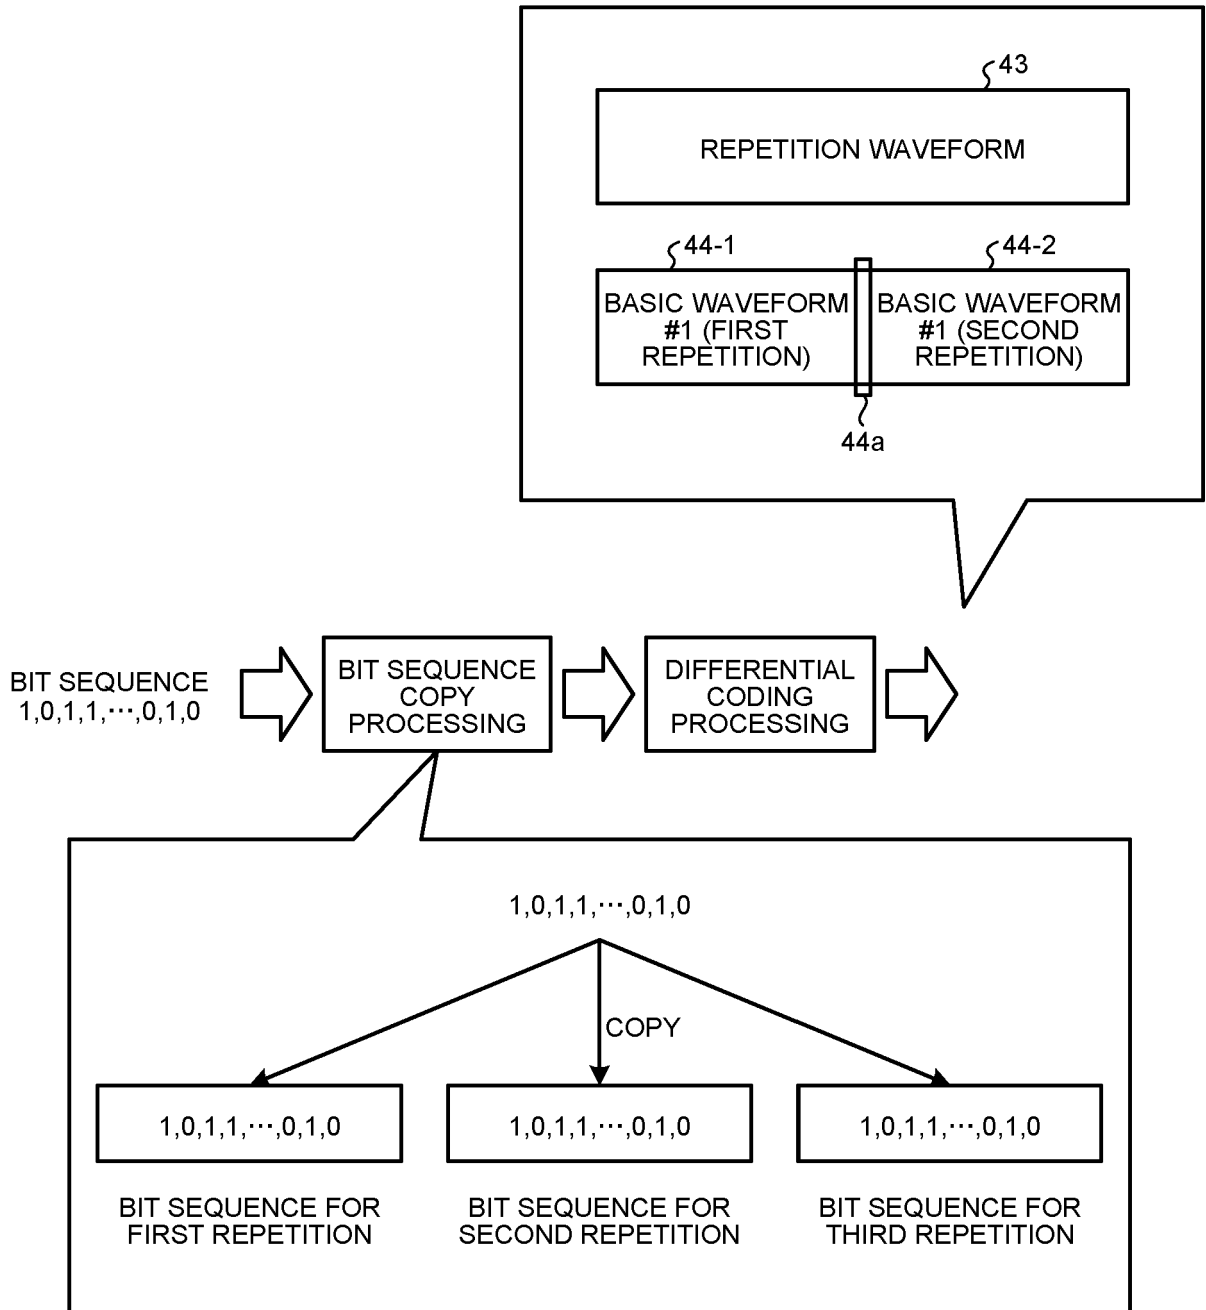 43
REPETITION WAVEFORM
44-1
44-2
BASIC WAVEFORM
#1 (FIRST
REPETITION)
BASIC WAVEFORM
#1 (SECOND
REPETITION)
44a
BIT SEQUENCE
1,0,1,1,⋯,0,1,0
BIT SEQUENCE
COPY
PROCESSING
DIFFERENTIAL
CODING
PROCESSING
1,0,1,1,⋯,0,1,0
COPY
1,0,1,1,⋯,0,1,0
1,0,1,1,⋯,0,1,0
1,0,1,1,⋯,0,1,0
BIT SEQUENCE FOR
FIRST REPETITION
BIT SEQUENCE FOR
SECOND REPETITION
BIT SEQUENCE FOR
THIRD REPETITION